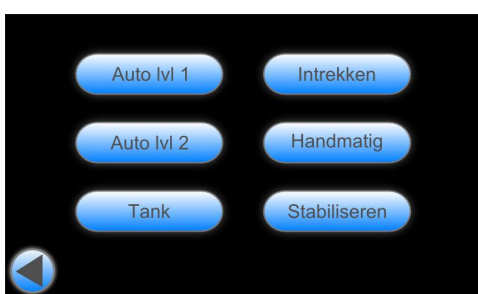 Auto lvl 1
Intrekken
Auto lvl 2
Handmatig
Tank
Stabiliseren